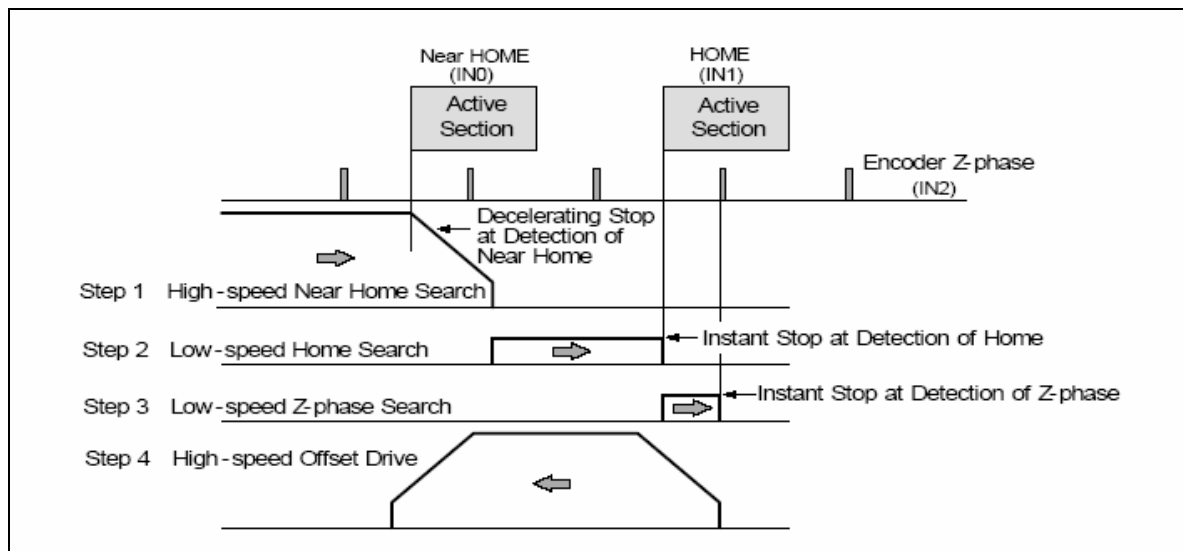 Near HOME
(IN0)
HOME
(IN1)
Active
Section
Active
Section
Encoder Z-phase
(IN2)
Decelerating Stop
at Detection of
Near Home
Step 1 High-speed Near Home Search
Step 2 Low-speed Home Search
Instant Stop at Detection of Home
Step 3 Low-speed Z-phase Search
Instant Stop at Detection of Z-phase
Step 4 High-speed Offset Drive